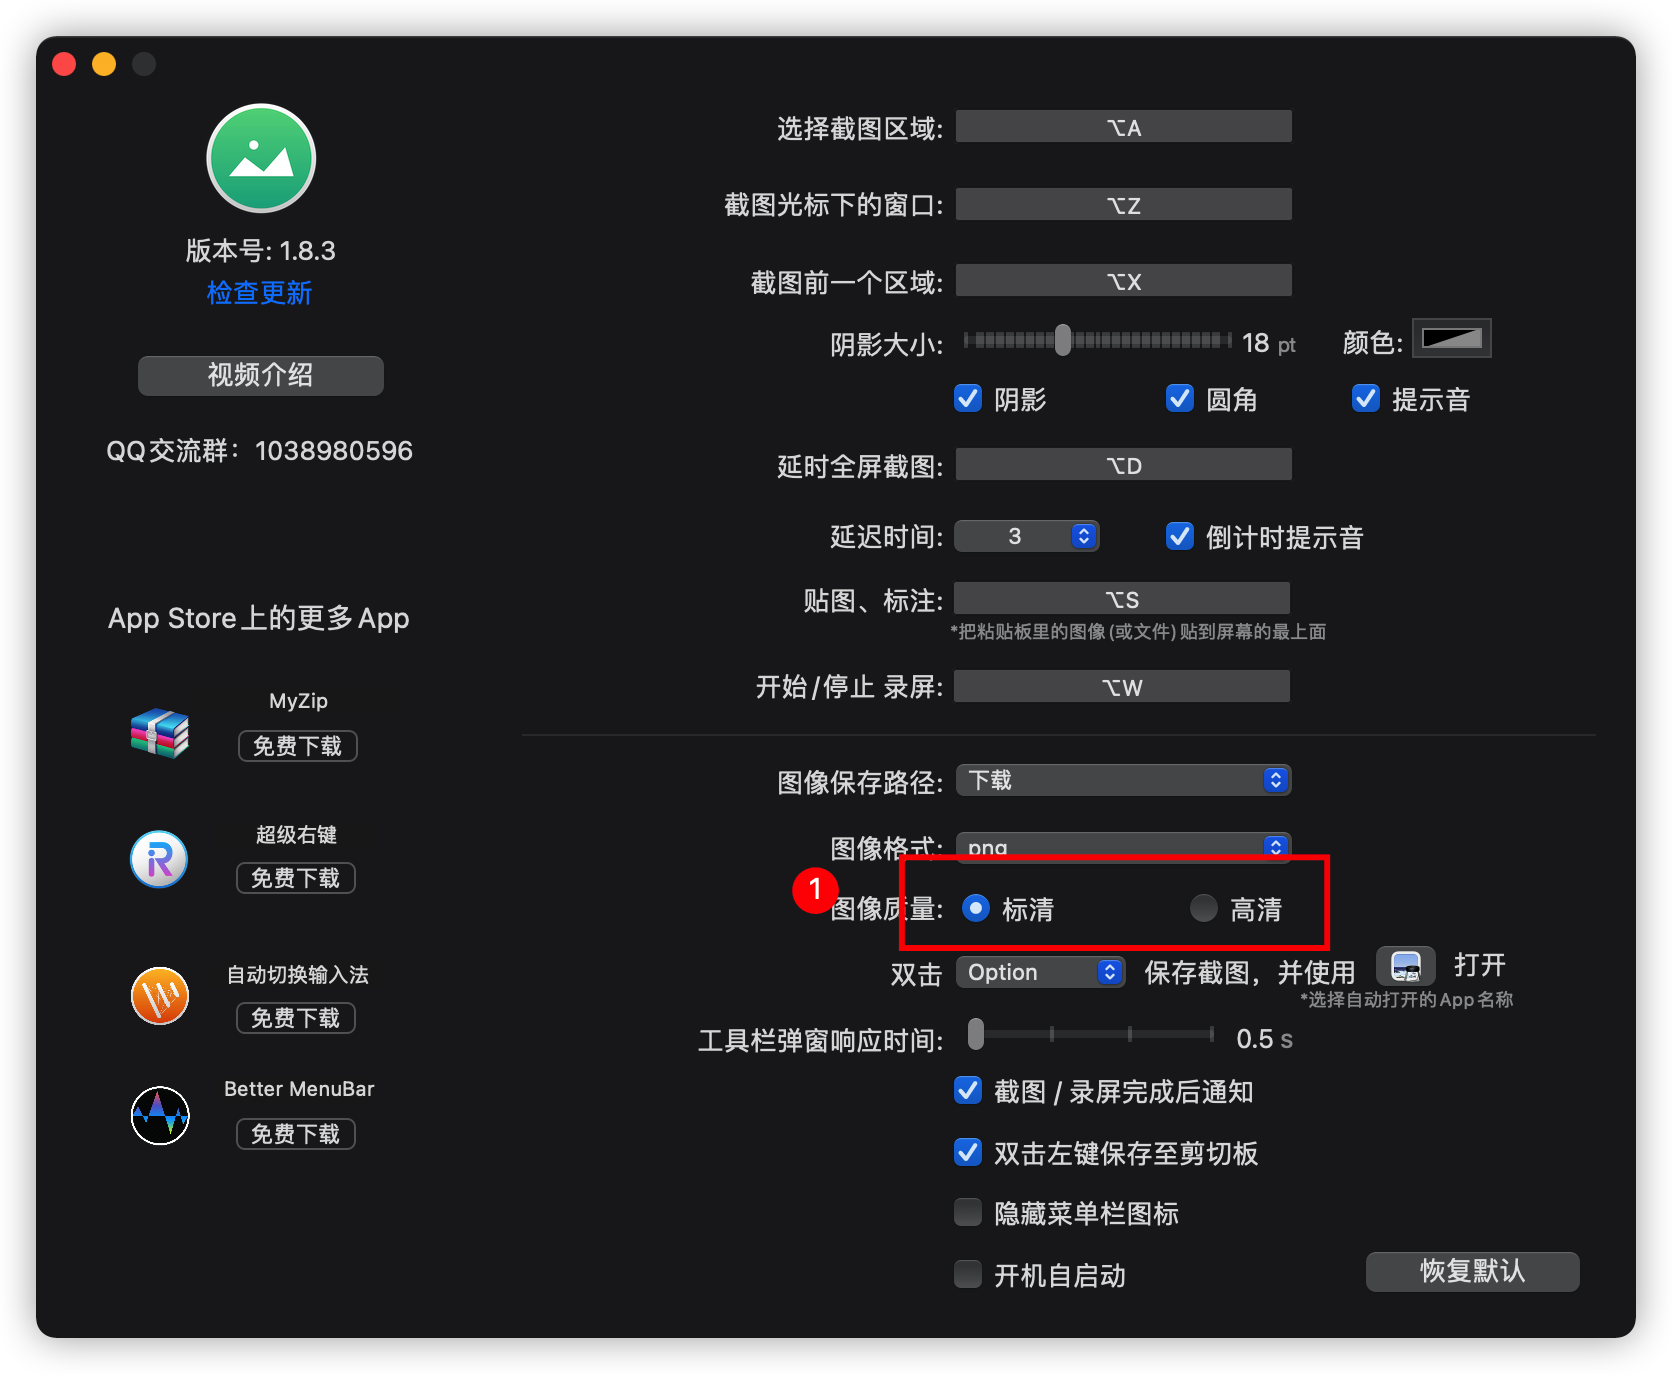 版本号: 1.8.3
检查更新
视频介绍
QQ交流群：1038980596
App Store上的更多App
MyZip
免费下载
超级右键
免费下载
自动切换输入法
免费下载
Better MenuBar
免费下载
选择截图区域: ⌥A
截图光标下的窗口: ⌥Z
截图前一个区域: ⌥X
阴影大小: 18 pt 颜色:
阴影 圆角 提示音
延时全屏截图: ⌥D
延迟时间: 3 倒计时提示音
贴图、标注: ⌥S
*把粘贴板里的图像(或文件)贴到屏幕的最上面
开始/停止 录屏: ⌥W
图像保存路径: 下载
图像格式: png
1
图像质量: 标清 高清
双击 Option 保存截图，并使用 打开
*选择自动打开的App名称
工具栏弹窗响应时间: 0.5 s
截图 / 录屏完成后通知
双击左键保存至剪切板
隐藏菜单栏图标
开机自启动
恢复默认